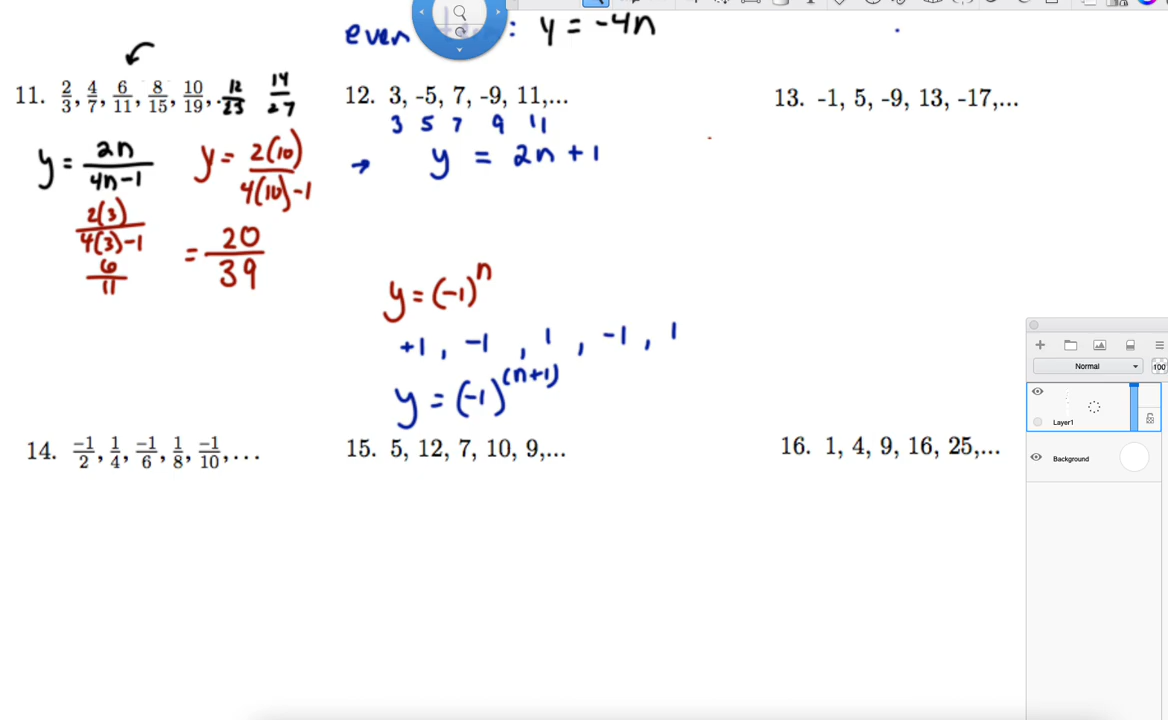 even : y = -4n
11. 2/3, 4/7, 6/11, 8/15, 10/19, . 12/23 14/27
y = 2n/(4n-1) y = 2(10)/(4(10)-1)
2(3)/(4(3)-1) = 20/39
6/11
12. 3, -5, 7, -9, 11,...
3 5 7 9 11
→ y = 2n + 1
y = (-1)^n
+1, -1, 1, -1, 1
y = (-1)^(n+1)
13. -1, 5, -9, 13, -17,...
14. -1/2, 1/4, -1/6, 1/8, -1/10, ...
15. 5, 12, 7, 10, 9,...
16. 1, 4, 9, 16, 25,...
Normal 100
Layer1
Background